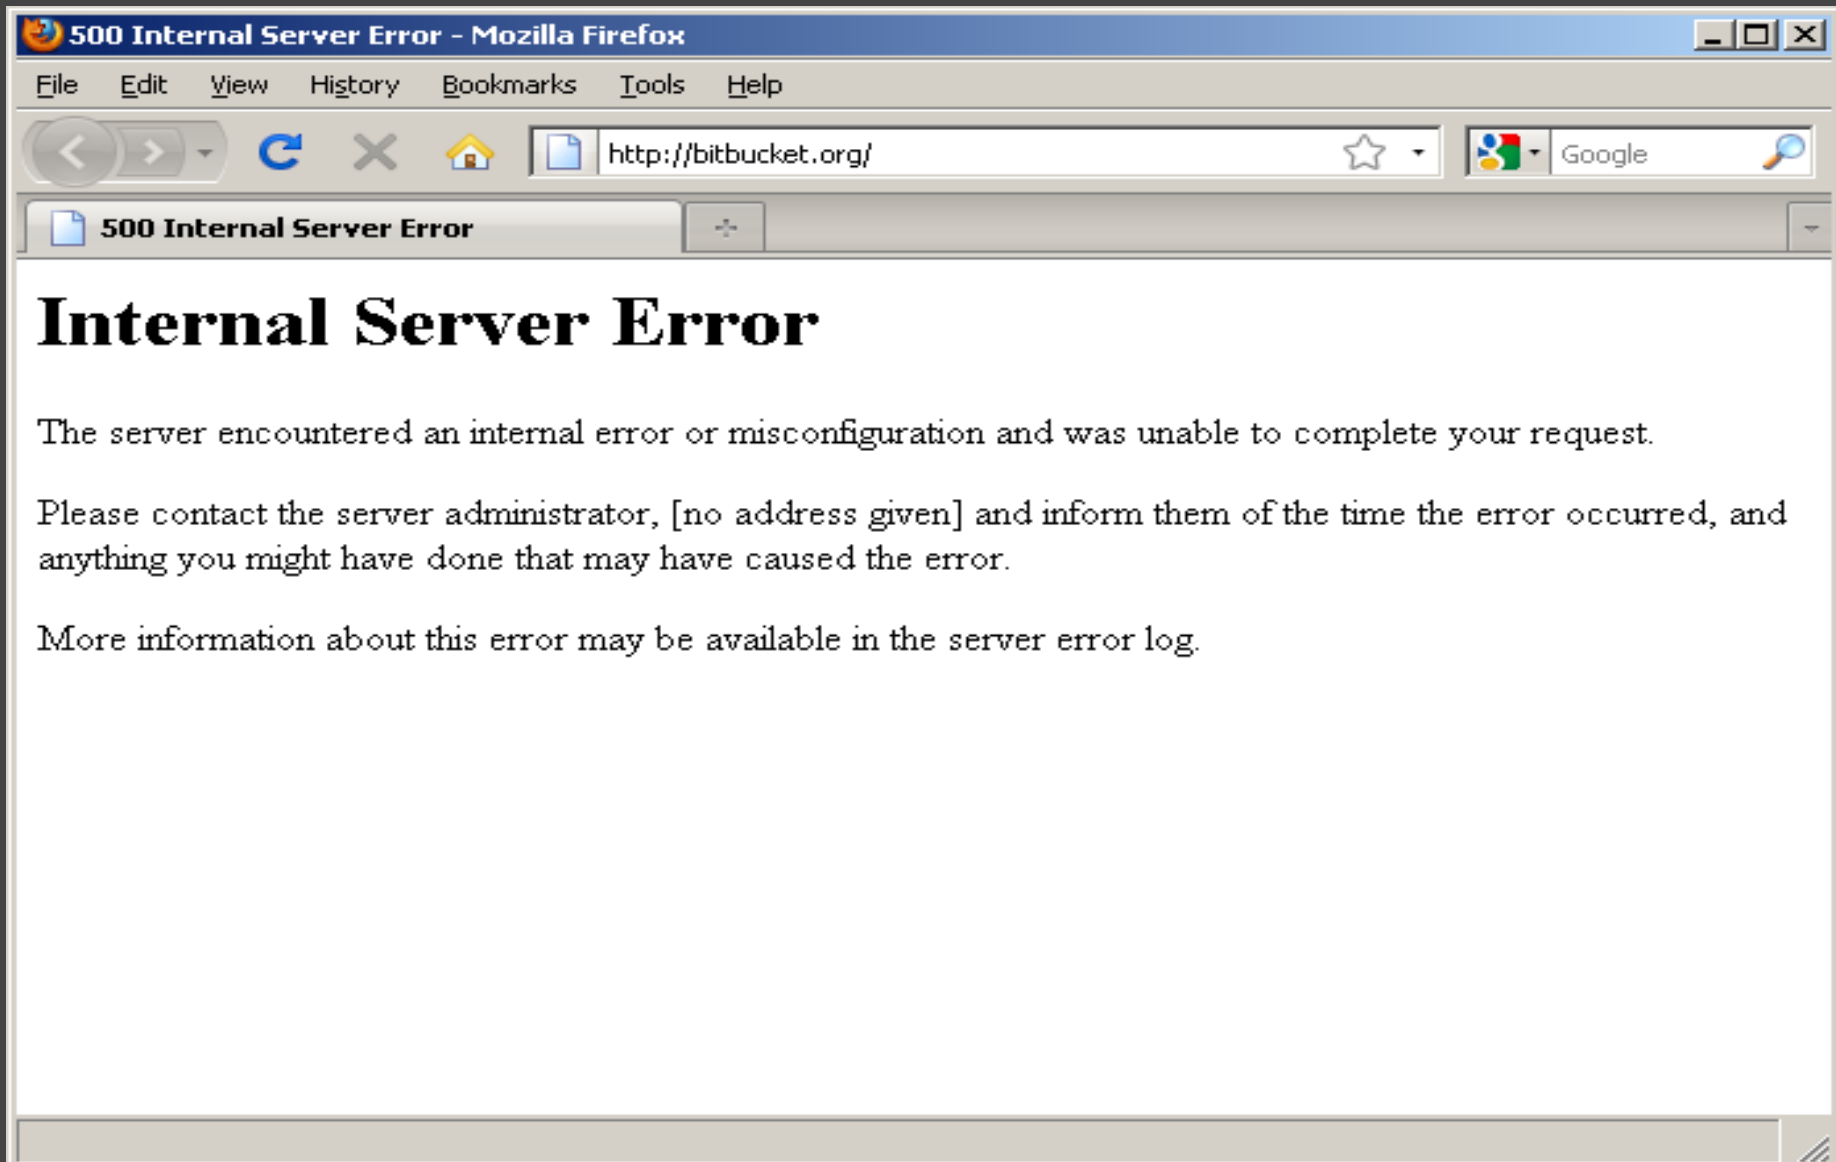 500 Internal Server Error - Mozilla Firefox
File Edit View History Bookmarks Tools Help
http://bitbucket.org/ Google
500 Internal Server Error
Internal Server Error
The server encountered an internal error or misconfiguration and was unable to complete your request.
Please contact the server administrator, [no address given] and inform them of the time the error occurred, and
anything you might have done that may have caused the error.
More information about this error may be available in the server error log.